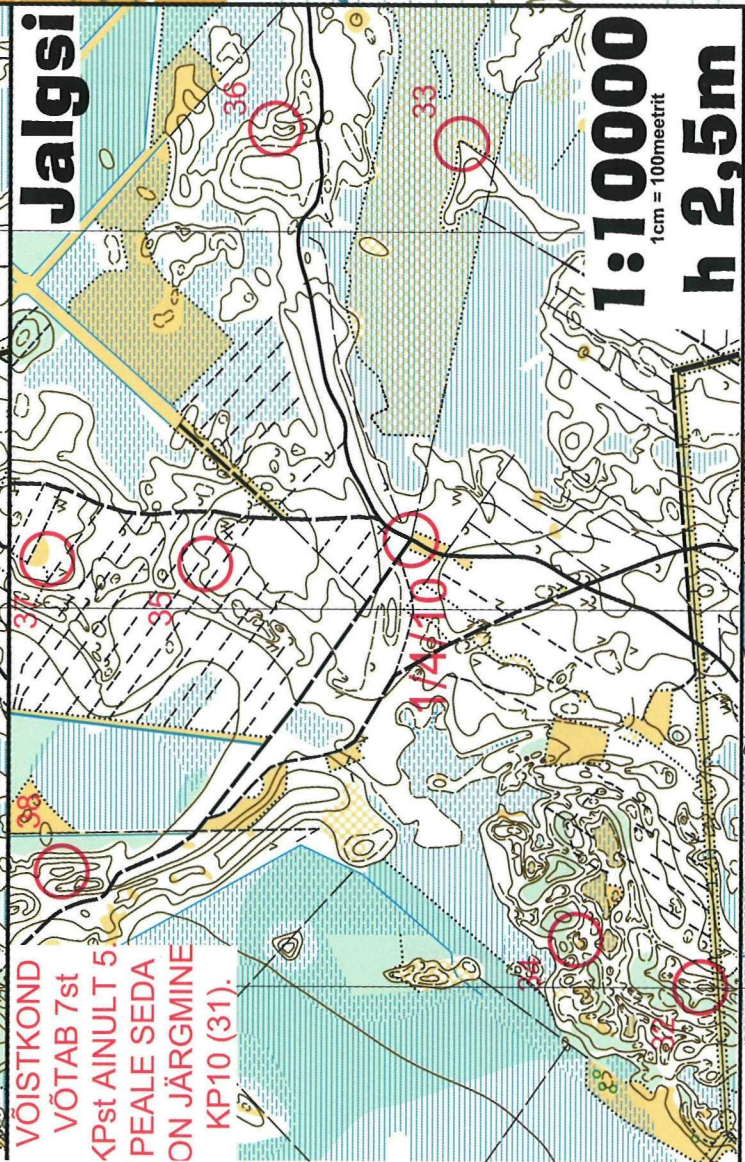 Jalgsi
1:10000
1cm = 100meetrit
h 2,5m
36
33
37
35
1/4/10
38
34
32
VÕISTKOND
VÕTAB 7st
KPst AINULT 5.
PEALE SEDA
ON JÄRGMINE
KP10 (31).